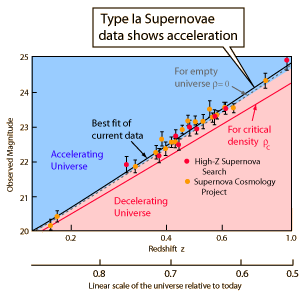 Type Ia Supernovae
data shows acceleration
25
24
23
22
21
20
Observed Magnitude
For empty
universe ρ=0
Best fit of
current data
For critical
density ρc
Accelerating
Universe
High-Z Supernova
Search
Supernova Cosmology
Project
Decelerating
Universe
0.2
0.4
0.6
1.0
Redshift z
0.8
0.7
0.6
0.5
Linear scale of the universe relative to today